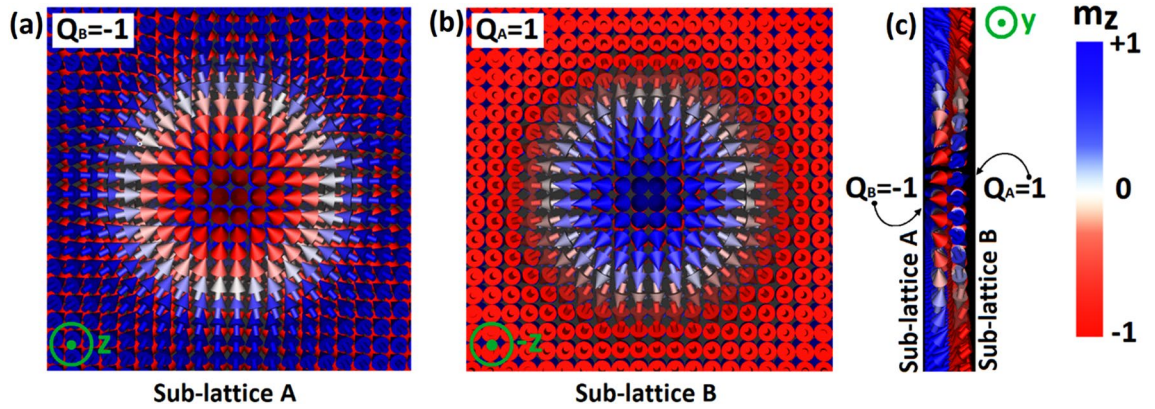 (a) Q_B=-1
z
Sub-lattice A
(b) Q_A=1
-z
Sub-lattice B
(c) y
Q_B=-1
Sub-lattice A
Q_A=1
Sub-lattice B
m_z
+1
0
-1